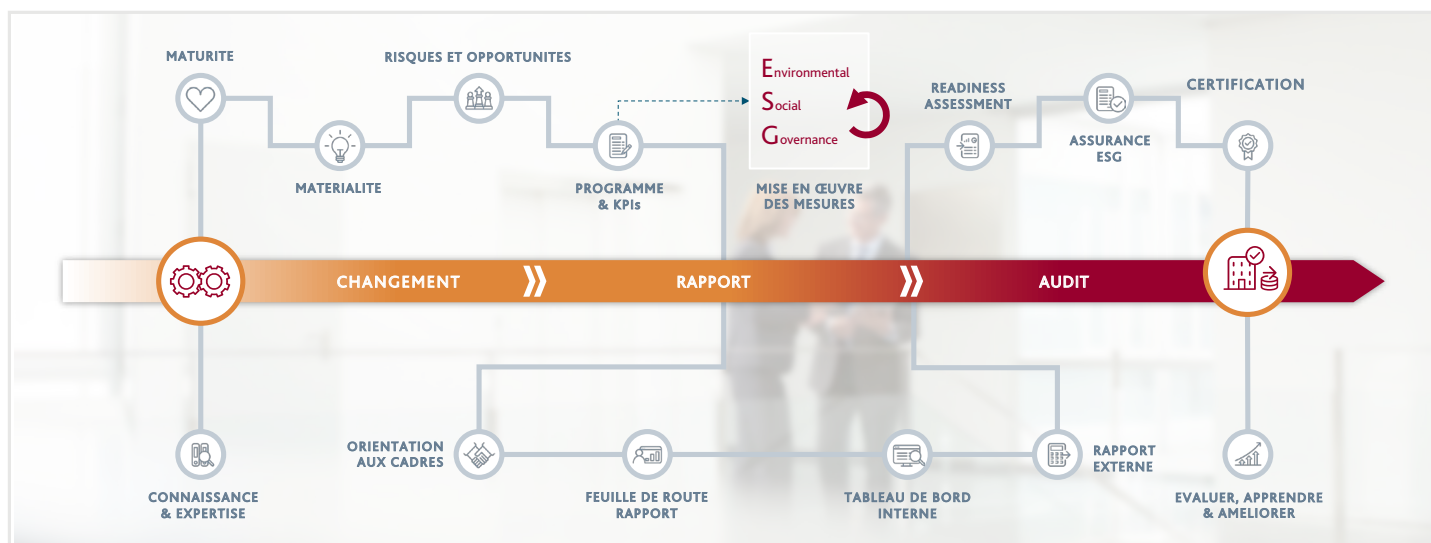 MATURITE
RISQUES ET OPPORTUNITES
MATERIALITE
PROGRAMME
& KPIs
Environmental
Social
Governance
MISE EN ŒUVRE
DES MESURES
READINESS
ASSESSMENT
ASSURANCE
ESG
CERTIFICATION
CHANGEMENT
RAPPORT
AUDIT
CONNAISSANCE
& EXPERTISE
ORIENTATION
AUX CADRES
FEUILLE DE ROUTE
RAPPORT
TABLEAU DE BORD
INTERNE
RAPPORT
EXTERNE
EVALUER, APPRENDRE
& AMELIORER